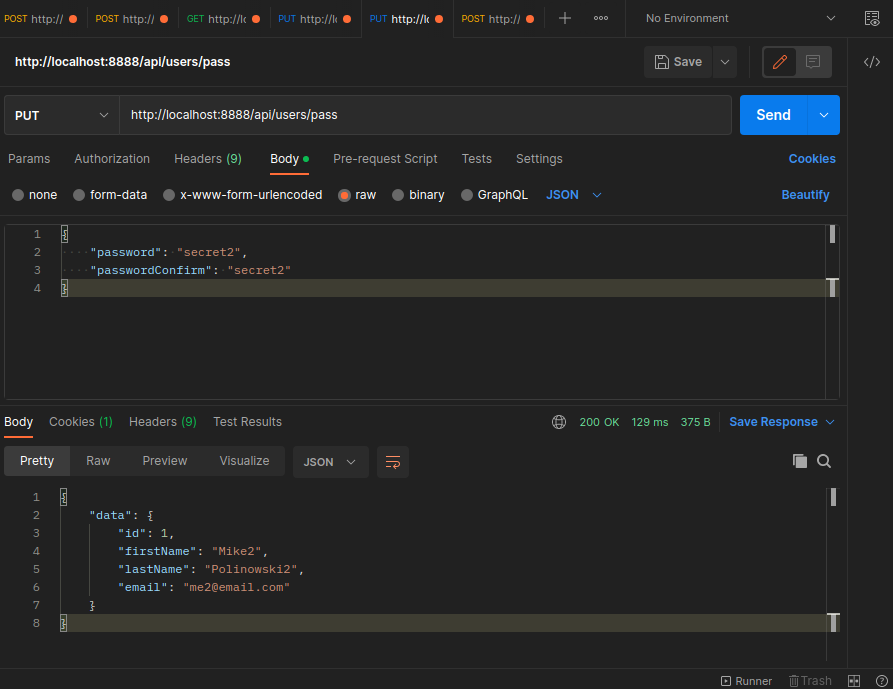 POST http:// POST http:// GET http://lo PUT http://lo PUT http://lo POST http:// No Environment
http://localhost:8888/api/users/pass Save
PUT http://localhost:8888/api/users/pass Send
Params Authorization Headers (9) Body Pre-request Script Tests Settings Cookies
none form-data x-www-form-urlencoded raw binary GraphQL JSON Beautify
1 {
2 "password": "secret2",
3 "passwordConfirm": "secret2"
4 }
Body Cookies (1) Headers (9) Test Results 200 OK 129 ms 375 B Save Response
Pretty Raw Preview Visualize JSON
1 {
2 "data": {
3 "id": 1,
4 "firstName": "Mike2",
5 "lastName": "Polinowski2",
6 "email": "me2@email.com"
7 }
8 }
Runner Trash